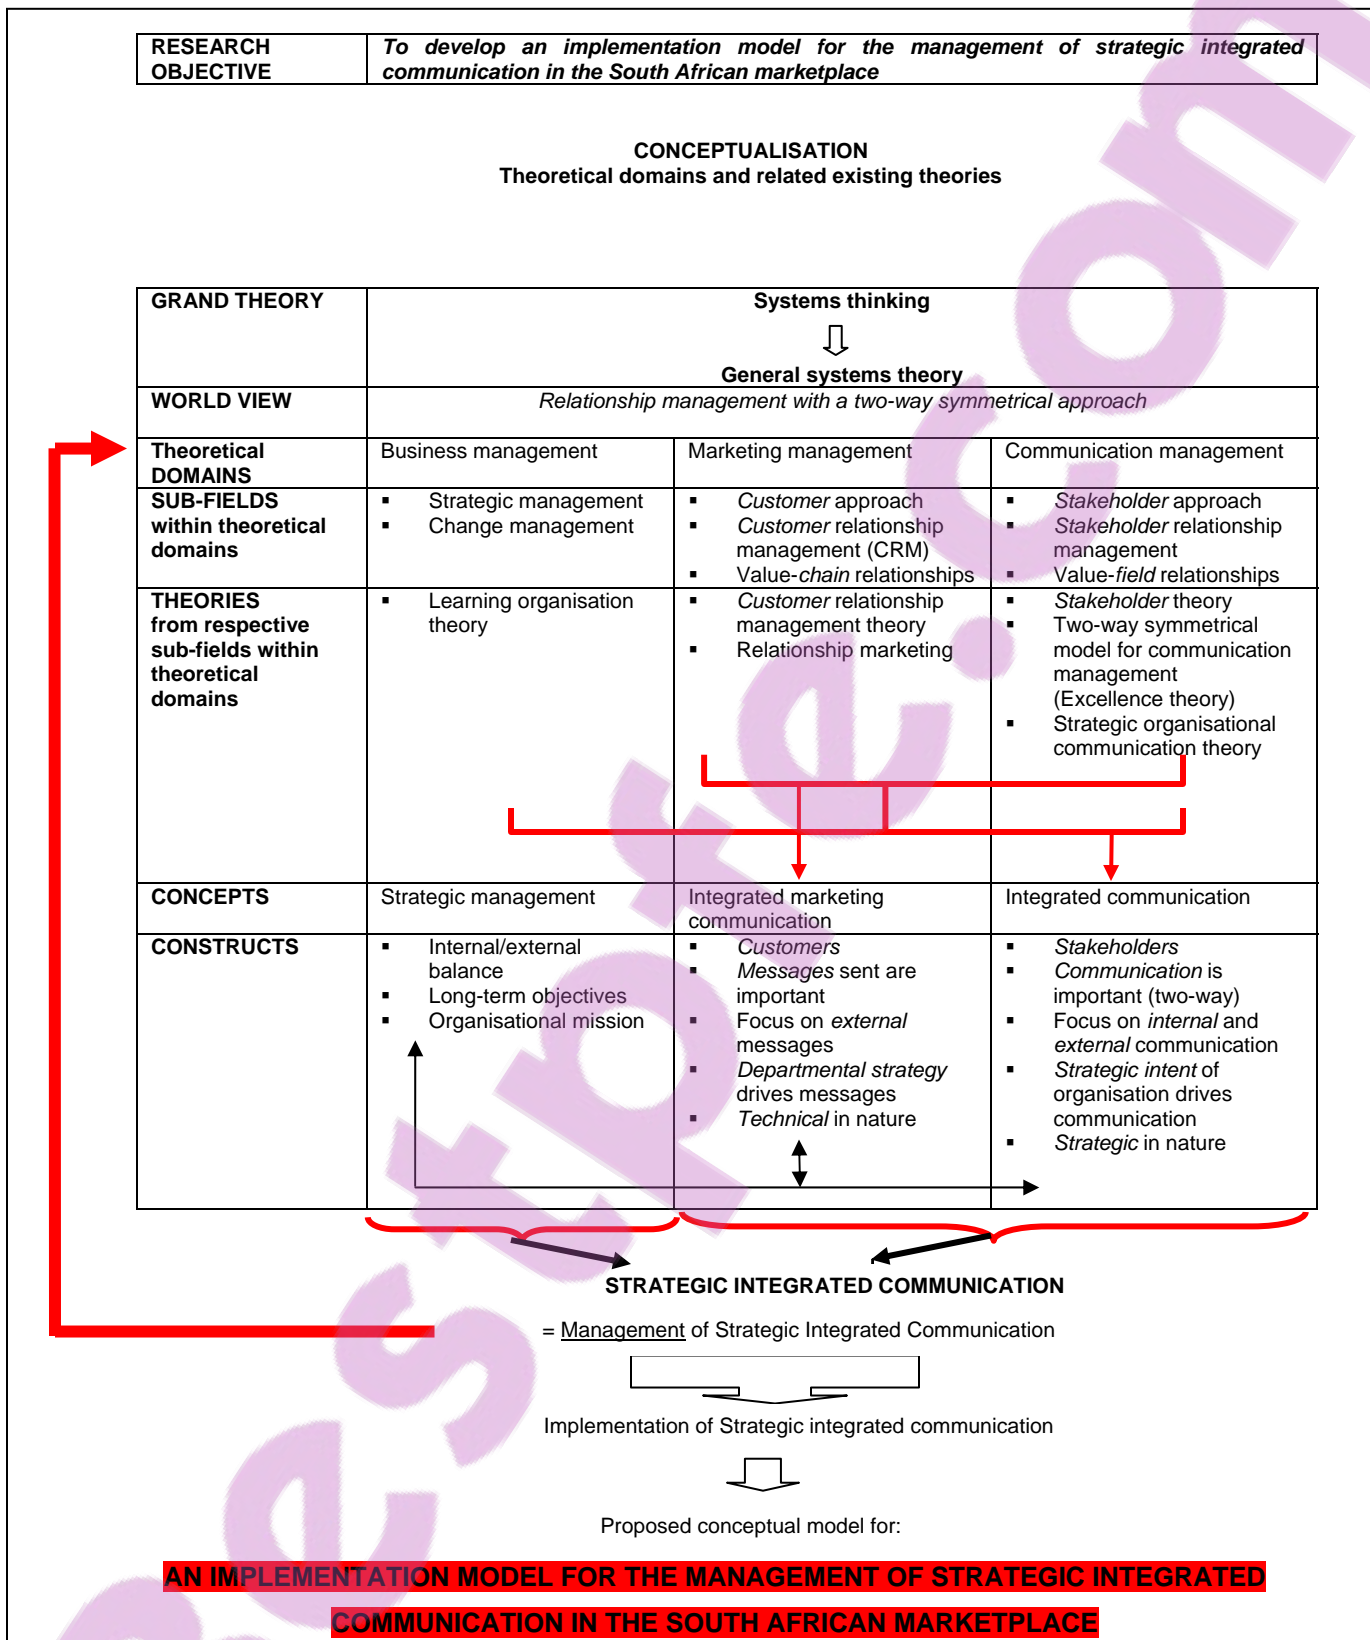 RESEARCH OBJECTIVE
To develop an implementation model for the management of strategic integrated
communication in the South African marketplace
CONCEPTUALISATION
Theoretical domains and related existing theories
GRAND THEORY
Systems thinking
General systems theory
WORLD VIEW
Relationship management with a two-way symmetrical approach
Theoretical
DOMAINS
Business management
Marketing management
Communication management
SUB-FIELDS
within theoretical
domains
▪ Strategic management
▪ Change management
▪ Customer approach
▪ Customer relationship
management (CRM)
▪ Value-chain relationships
▪ Stakeholder approach
▪ Stakeholder relationship
management
▪ Value-field relationships
THEORIES
from respective
sub-fields within
theoretical
domains
▪ Learning organisation
theory
▪ Customer relationship
management theory
▪ Relationship marketing
▪ Stakeholder theory
▪ Two-way symmetrical
model for communication
management
(Excellence theory)
▪ Strategic organisational
communication theory
CONCEPTS
Strategic management
Integrated marketing
communication
Integrated communication
CONSTRUCTS
▪ Internal/external
balance
▪ Long-term objectives
▪ Organisational mission
▪ Customers
▪ Messages sent are
important
▪ Focus on external
messages
▪ Departmental strategy
drives messages
▪ Technical in nature
▪ Stakeholders
▪ Communication is
important (two-way)
▪ Focus on internal and
external communication
▪ Strategic intent of
organisation drives
communication
▪ Strategic in nature
STRATEGIC INTEGRATED COMMUNICATION
= Management of Strategic Integrated Communication
Implementation of Strategic integrated communication
Proposed conceptual model for:
AN IMPLEMENTATION MODEL FOR THE MANAGEMENT OF STRATEGIC INTEGRATED
COMMUNICATION IN THE SOUTH AFRICAN MARKETPLACE
estpfe.com